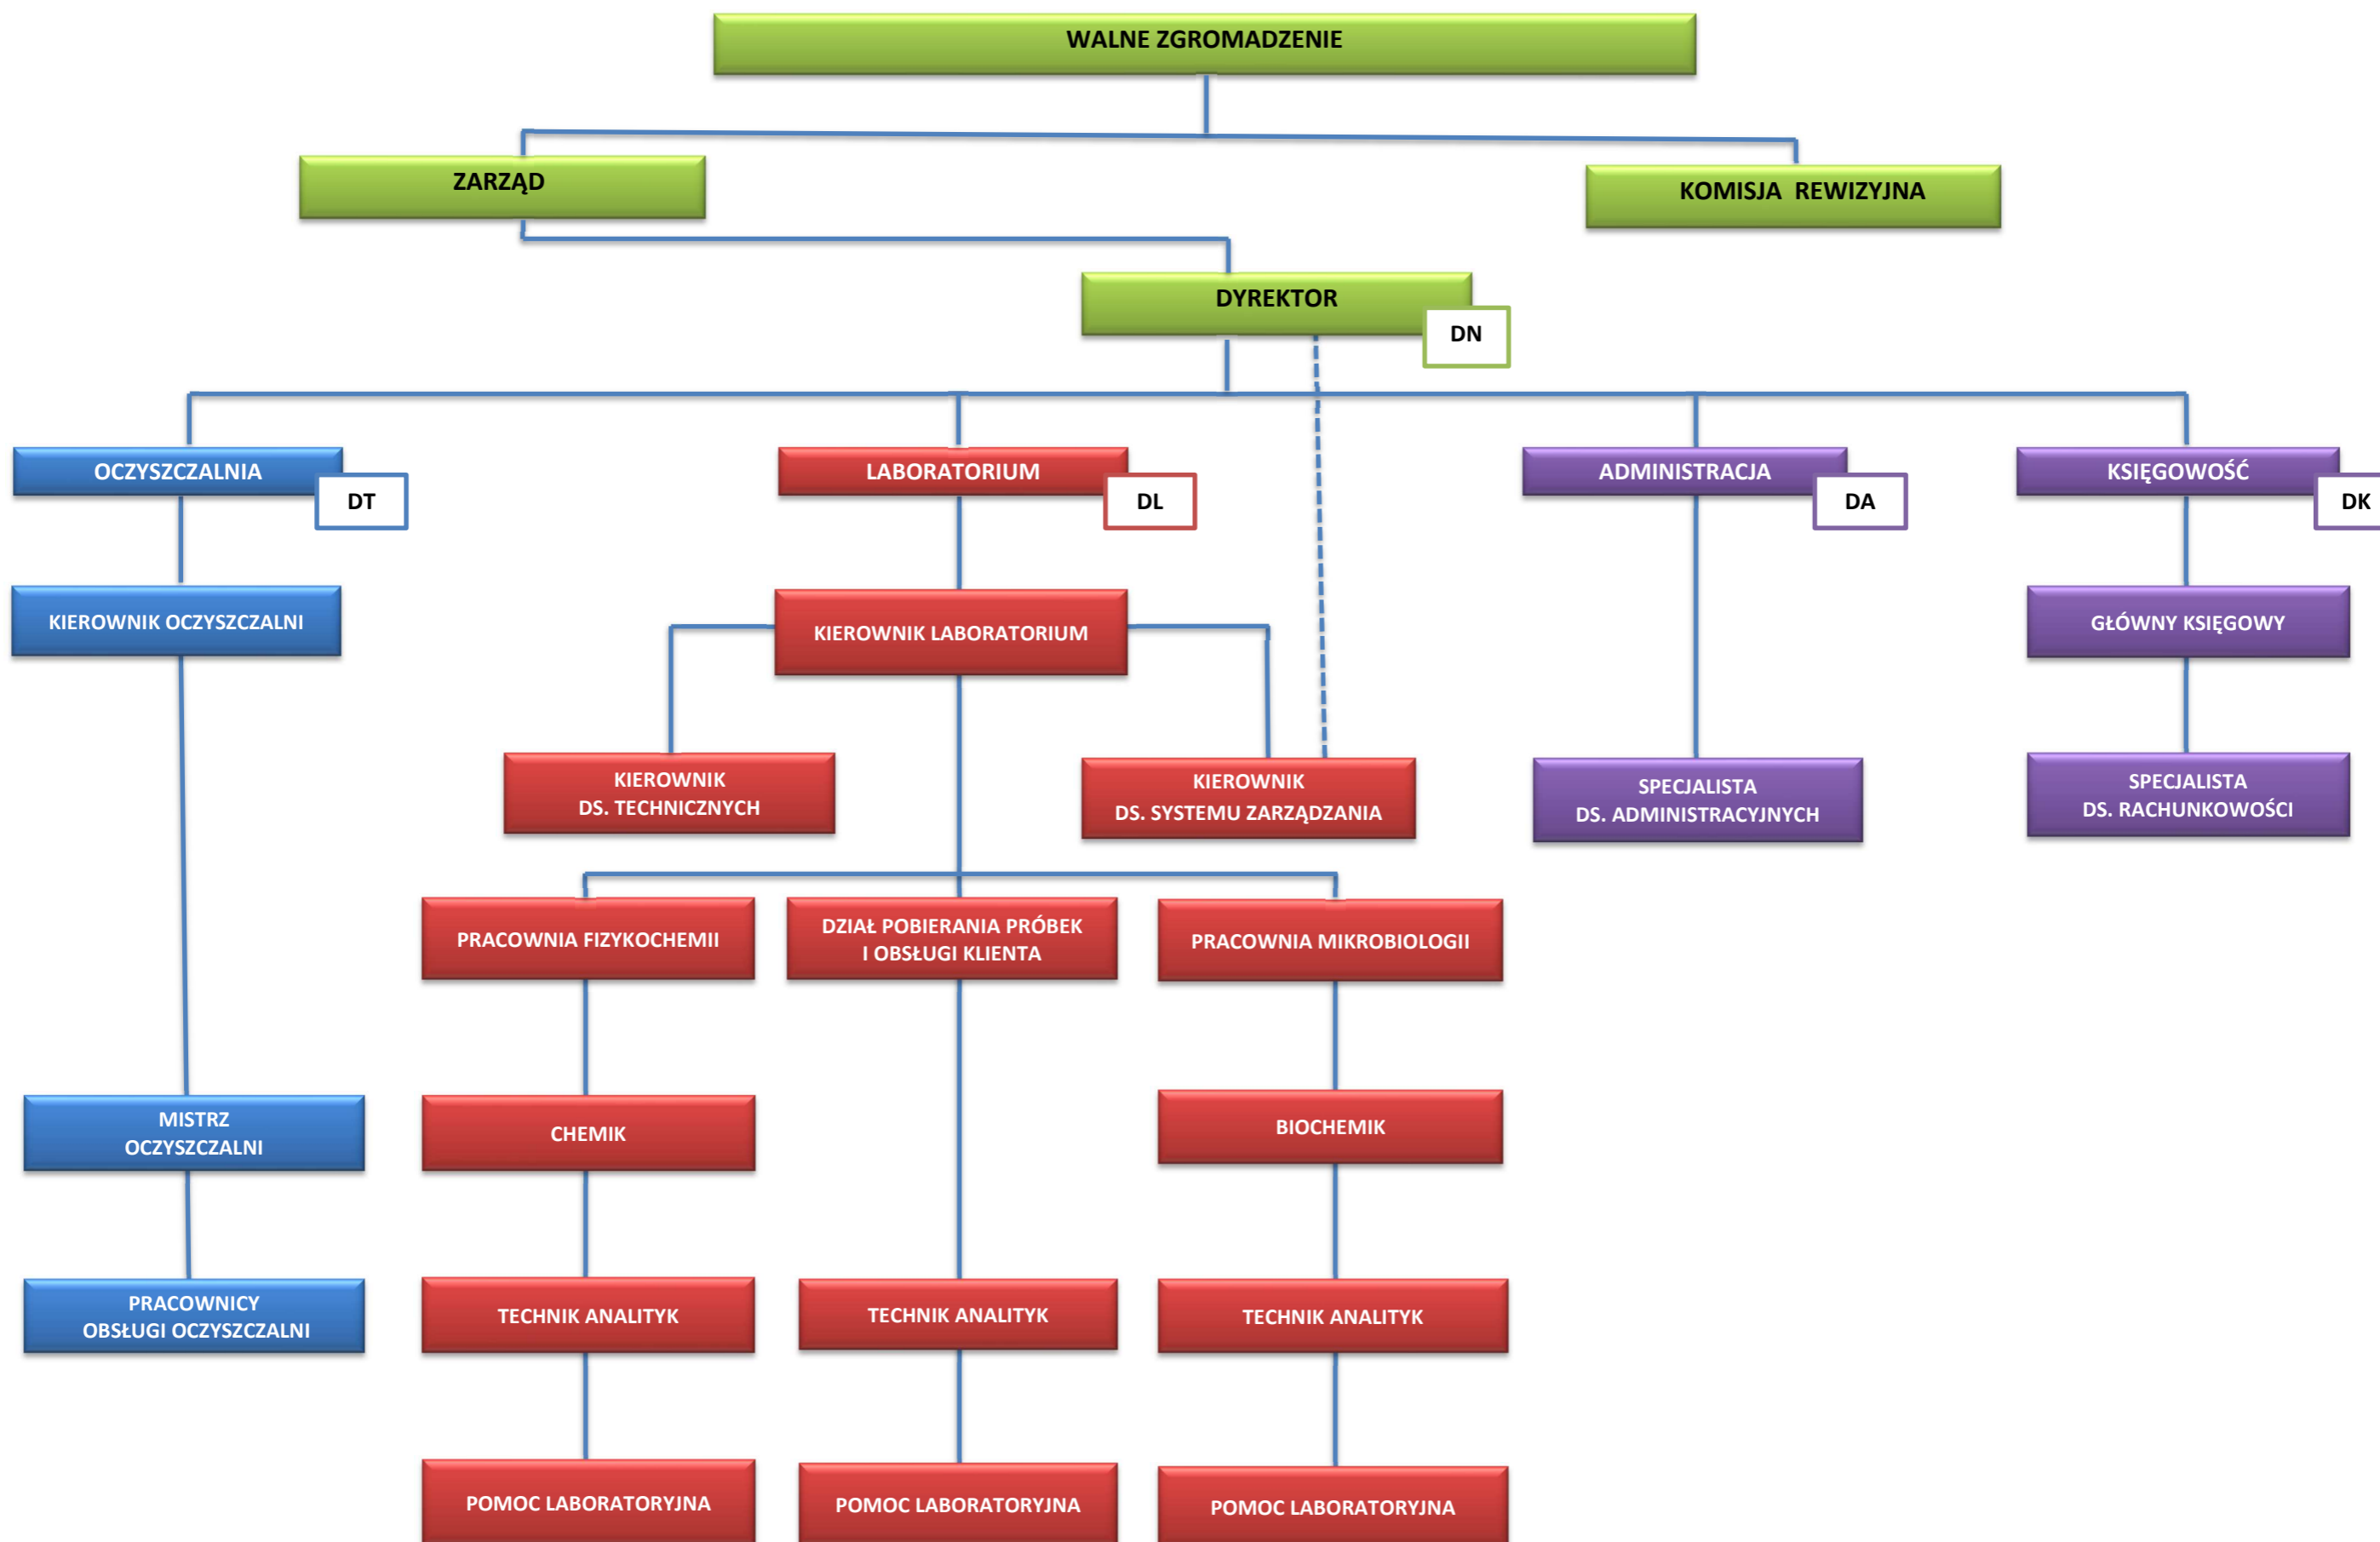 WALNE ZGROMADZENIE
ZARZĄD
KOMISJA REWIZYJNA
DYREKTOR
DN
OCZYSZCZALNIA
DT
LABORATORIUM
DL
ADMINISTRACJA
DA
KSIĘGOWOŚĆ
DK
KIEROWNIK OCZYSZCZALNI
KIEROWNIK LABORATORIUM
GŁÓWNY KSIĘGOWY
KIEROWNIK
DS. TECHNICZNYCH
KIEROWNIK
DS. SYSTEMU ZARZĄDZANIA
SPECJALISTA
DS. ADMINISTRACYJNYCH
SPECJALISTA
DS. RACHUNKOWOŚCI
PRACOWNIA FIZYKOCHEMII
DZIAŁ POBIERANIA PRÓBEK
I OBSŁUGI KLIENTA
PRACOWNIA MIKROBIOLOGII
MISTRZ
OCZYSZCZALNI
CHEMIK
BIOCHEMIK
PRACOWNICY
OBSŁUGI OCZYSZCZALNI
TECHNIK ANALITYK
TECHNIK ANALITYK
TECHNIK ANALITYK
POMOC LABORATORYJNA
POMOC LABORATORYJNA
POMOC LABORATORYJNA